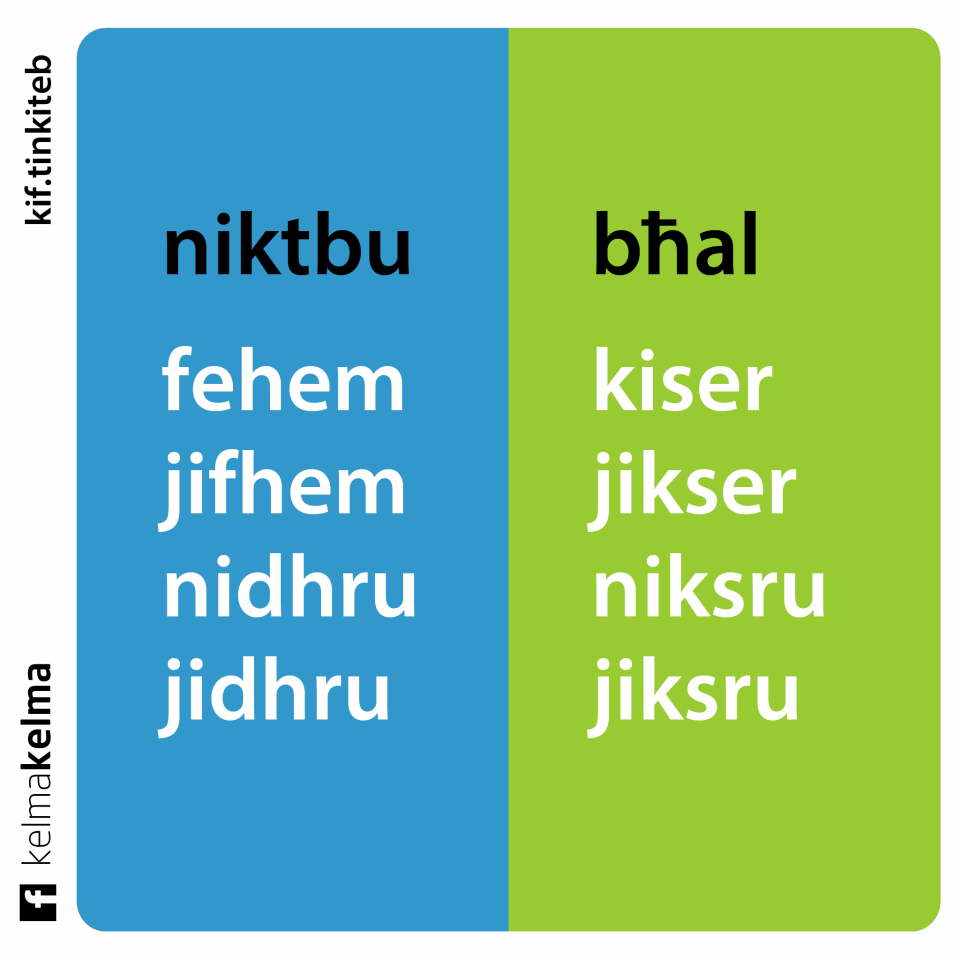 kif.tinkiteb
kelmakelma
niktbu
fehem
jifhem
nidhru
jidhru
bħal
kiser
jikser
niksru
jiksru